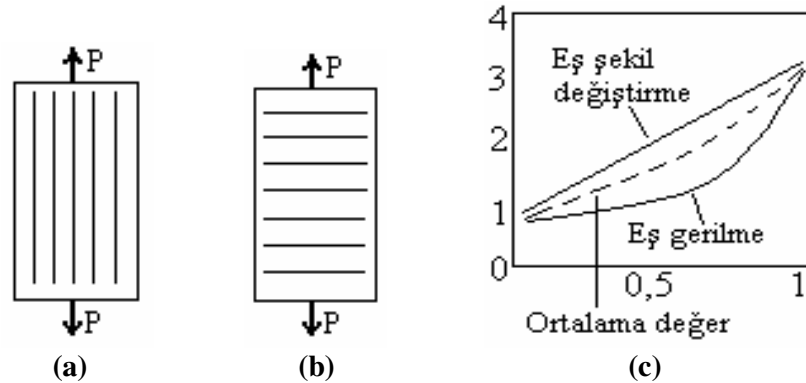 P
P
(a)
P
P
(b)
4
3
2
1
0
Eş şekil
değiştirme
Eş gerilme
0,5
1
Ortalama değer
(c)